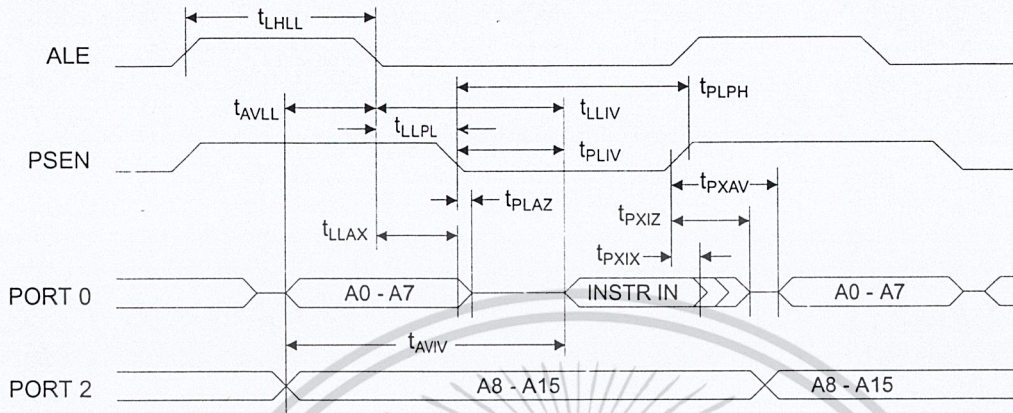 tLHLL
ALE
tAVLL
tLLIV
tPLPH
tLLPL
PSEN
tPLIV
tPXAV
tPLAZ
tPXIZ
tLLAX
tPXIX
PORT 0
A0 - A7
INSTR IN
A0 - A7
tAVIV
PORT 2
A8 - A15
A8 - A15